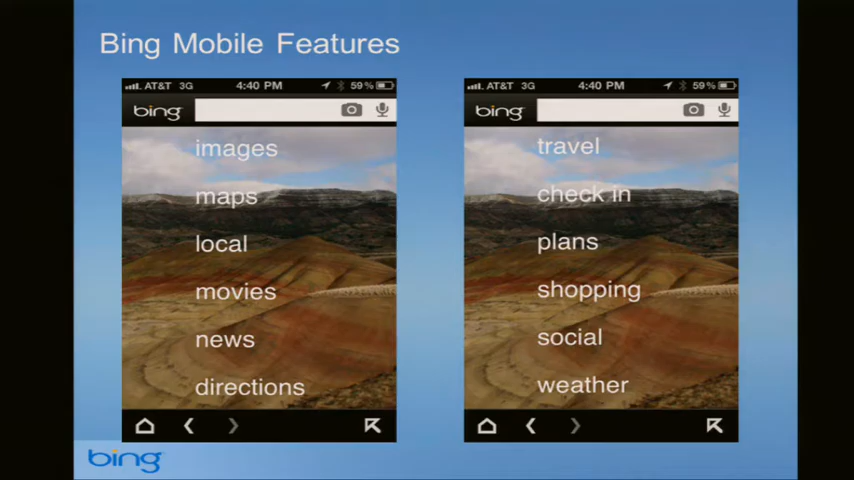 Bing Mobile Features
AT&T 3G 4:40 PM 59%
bing
images
maps
local
movies
news
directions
AT&T 3G 4:40 PM 59%
bing
travel
check in
plans
shopping
social
weather
bing